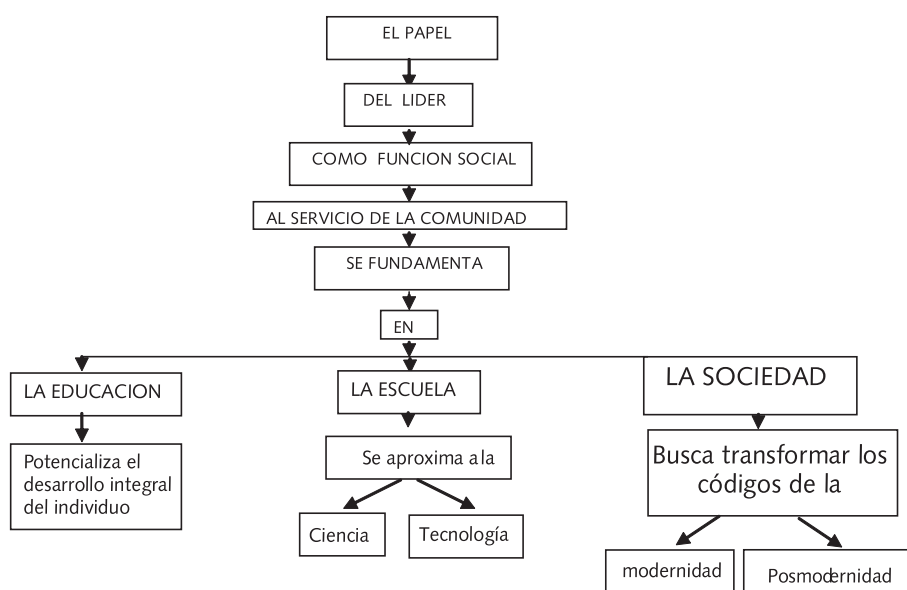 EL PAPEL
DEL LIDER
COMO FUNCION SOCIAL
AL SERVICIO DE LA COMUNIDAD
SE FUNDAMENTA
EN
LA EDUCACION
Potencializa el
desarrollo integral
del individuo
LA ESCUELA
Se aproxima a la
Ciencia
Tecnología
LA SOCIEDAD
Busca transformar los
códigos de la
modernidad
Posmodernidad